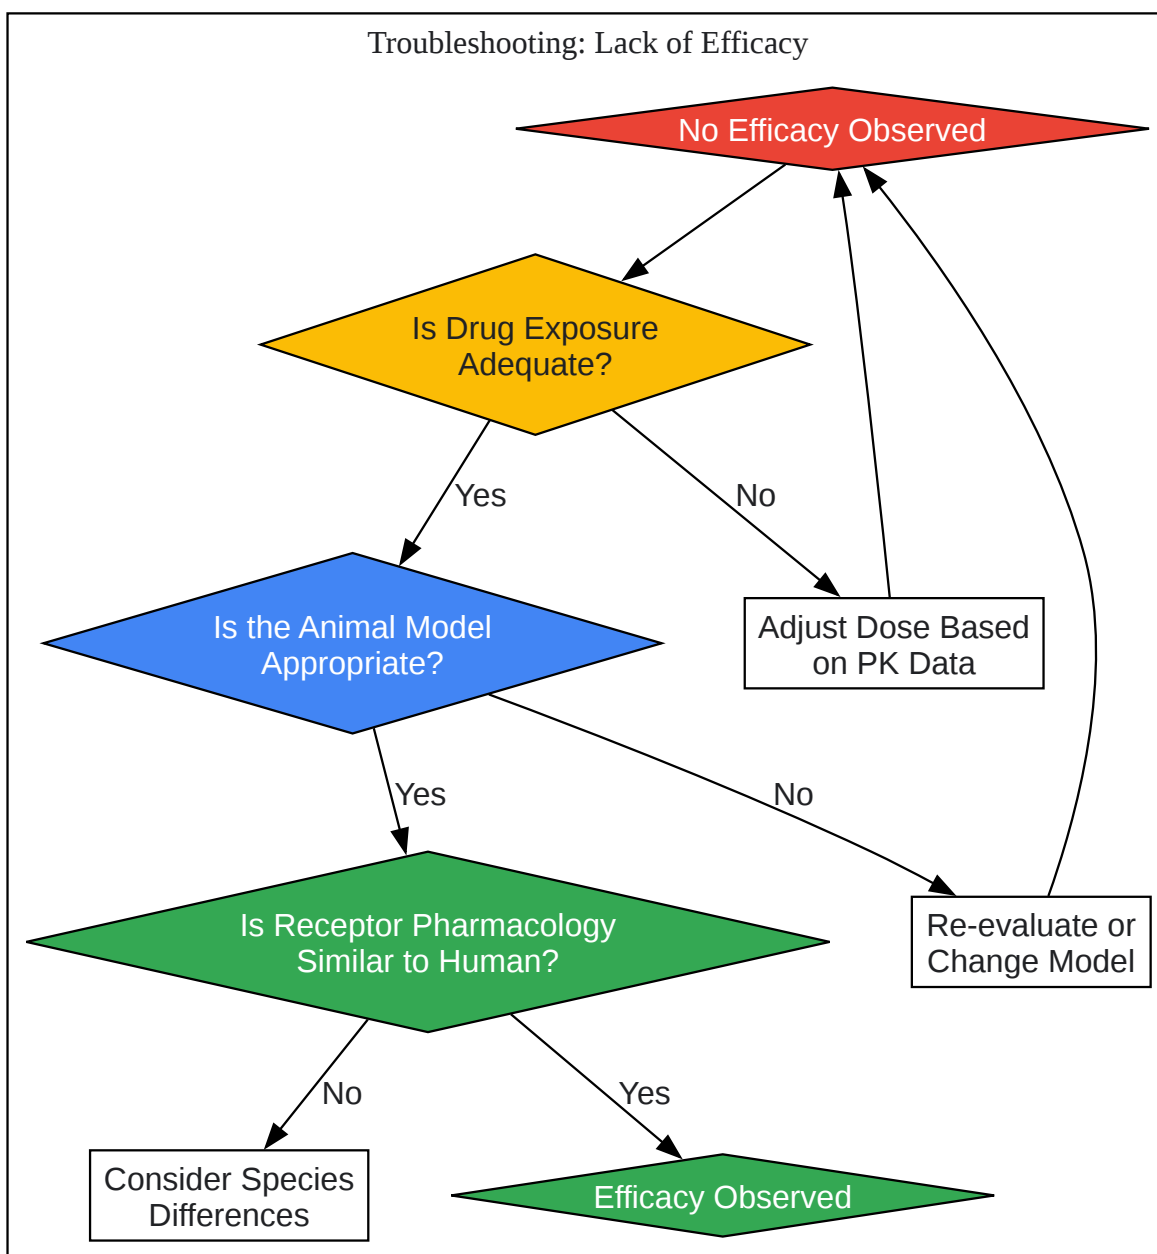 Troubleshooting: Lack of Efficacy
No Efficacy Observed
Is Drug Exposure
Adequate?
Yes
No
Is the Animal Model
Appropriate?
Adjust Dose Based
on PK Data
Yes
No
Is Receptor Pharmacology
Similar to Human?
Re-evaluate or
Change Model
No
Yes
Consider Species
Differences
Efficacy Observed